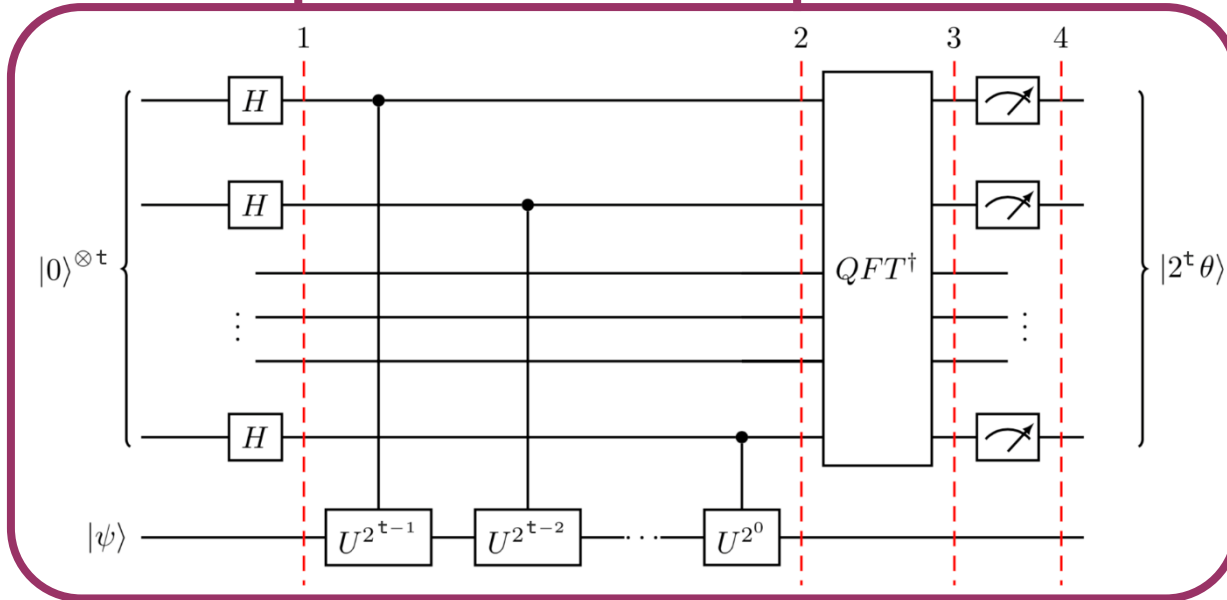 1 2 3 4
H
H
|0⟩^{⊗t} QFT^† |2^t θ⟩
⋮ ⋮
H
|ψ⟩ U^{2^{t−1}} U^{2^{t−2}} ··· U^{2^0}